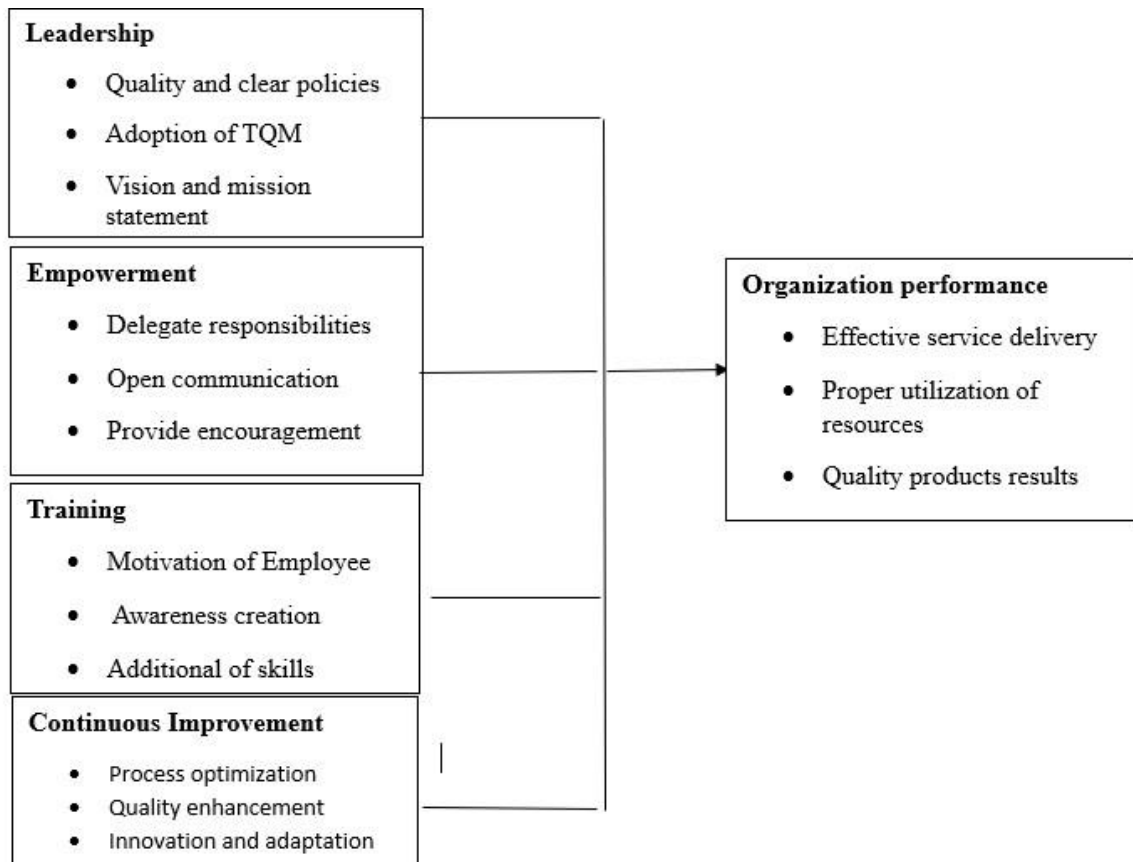 Leadership
• Quality and clear policies
• Adoption of TQM
• Vision and mission
statement
Empowerment
• Delegate responsibilities
• Open communication
• Provide encouragement
Training
• Motivation of Employee
• Awareness creation
• Additional of skills
Continuous Improvement
• Process optimization
• Quality enhancement
• Innovation and adaptation
Organization performance
• Effective service delivery
• Proper utilization of
resources
• Quality products results